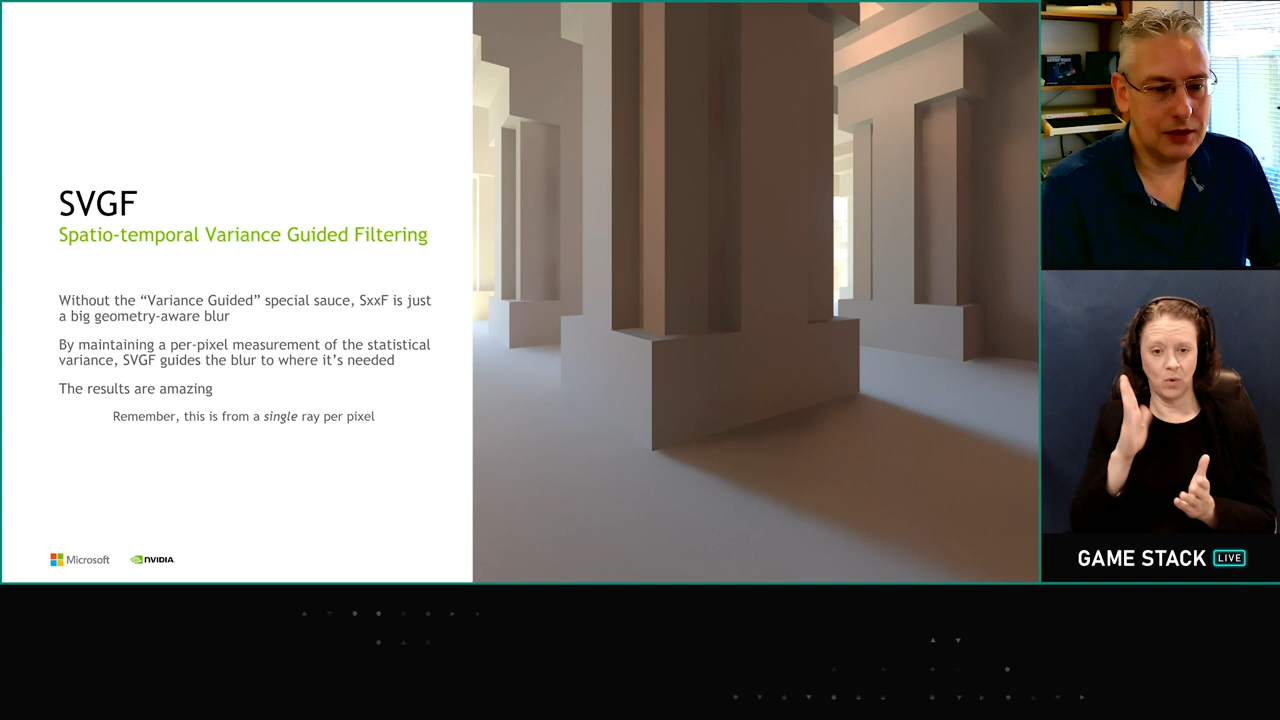 SVGF
Spatio-temporal Variance Guided Filtering
Without the “Variance Guided” special sauce, SxxF is just
a big geometry-aware blur
By maintaining a per-pixel measurement of the statistical
variance, SVGF guides the blur to where it’s needed
The results are amazing
Remember, this is from a single ray per pixel
Microsoft
NVIDIA
GAME STACK LIVE